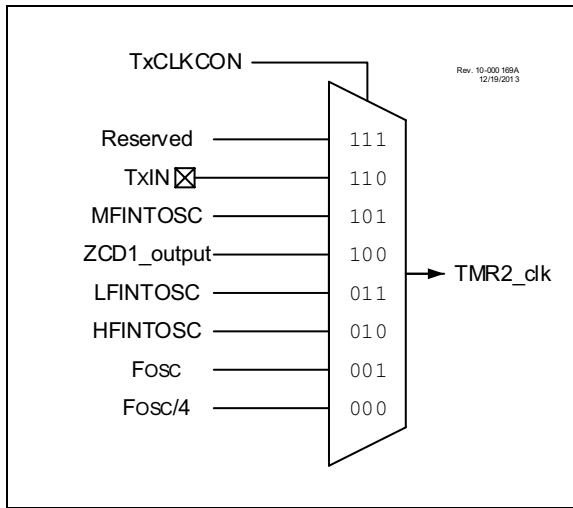 TxCLKCON
Rev. 10-000 169A
12/19/2013
Reserved 111
TxIN 110
MFINTOSC 101
ZCD1_output 100
TMR2_clk
LFINTOSC 011
HFINTOSC 010
FOSC 001
FOSC/4 000